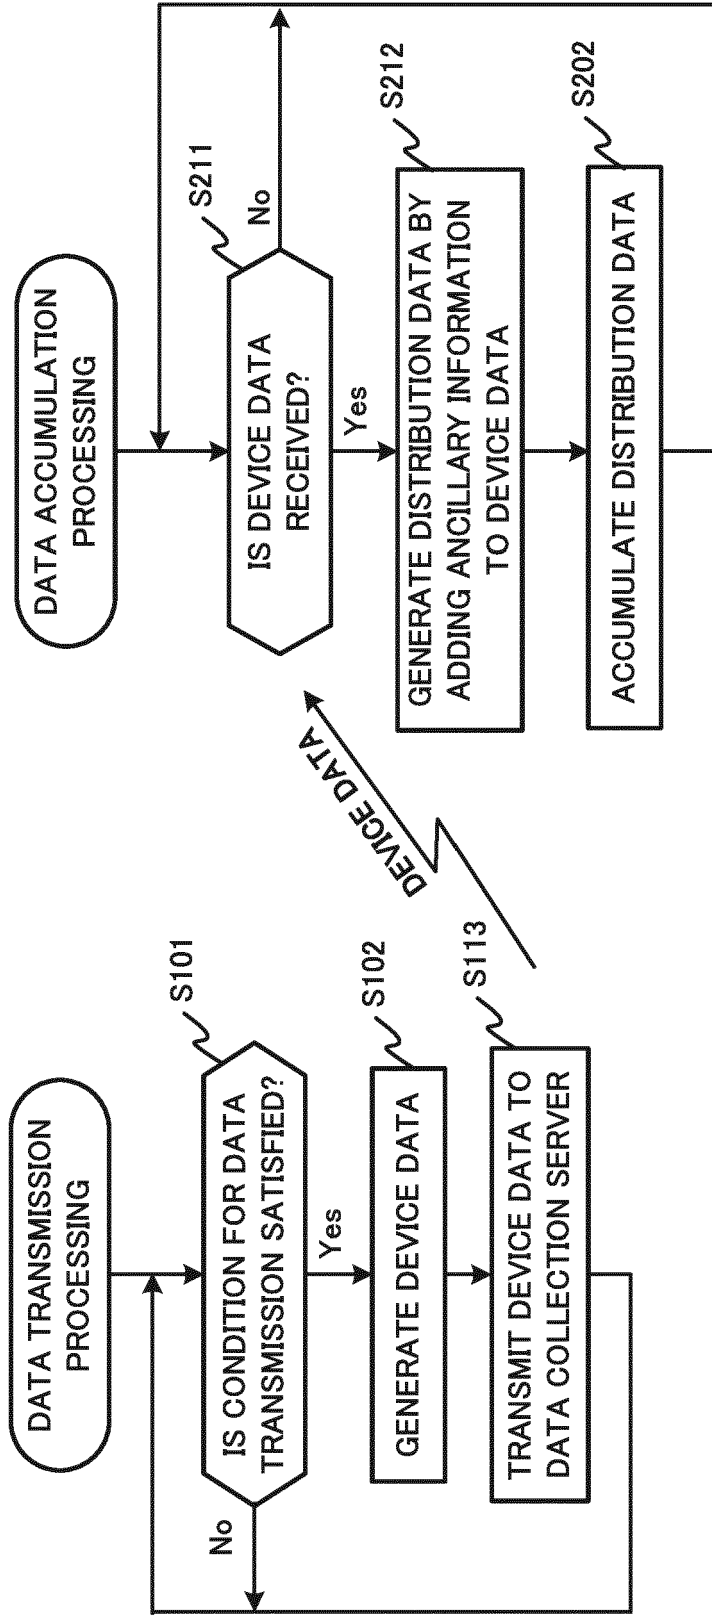 DATA TRANSMISSION
PROCESSING
S101
IS CONDITION FOR DATA
TRANSMISSION SATISFIED?
No
Yes
S102
GENERATE DEVICE DATA
S113
TRANSMIT DEVICE DATA TO
DATA COLLECTION SERVER
DEVICE DATA
DATA ACCUMULATION
PROCESSING
S211
IS DEVICE DATA
RECEIVED?
No
Yes
S212
GENERATE DISTRIBUTION DATA BY
ADDING ANCILLARY INFORMATION
TO DEVICE DATA
S202
ACCUMULATE DISTRIBUTION DATA